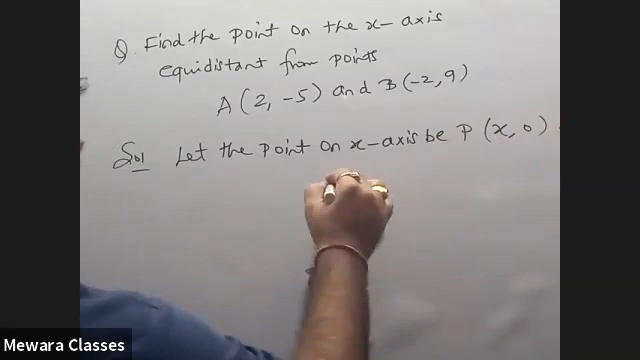 Q. Find the point on the x-axis
equidistant from points
A (2, -5) and B (-2, 9)
Sol Let the point on x-axis be P (x, 0)
Mewara Classes